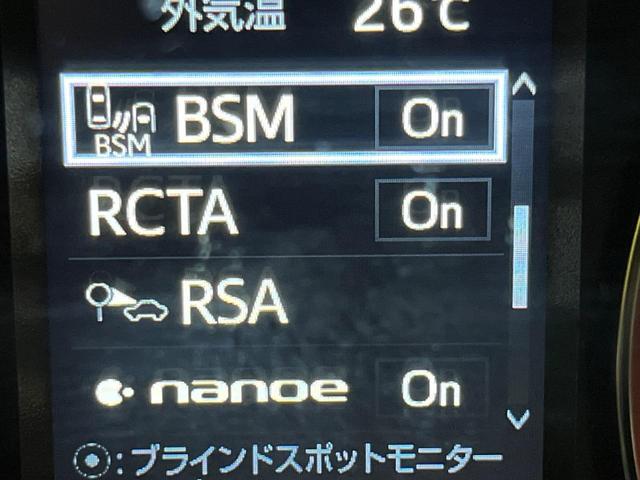 外気温 26℃
BSM BSM On
RCTA On
RSA
nanoe On
:ブラインドスポットモニター